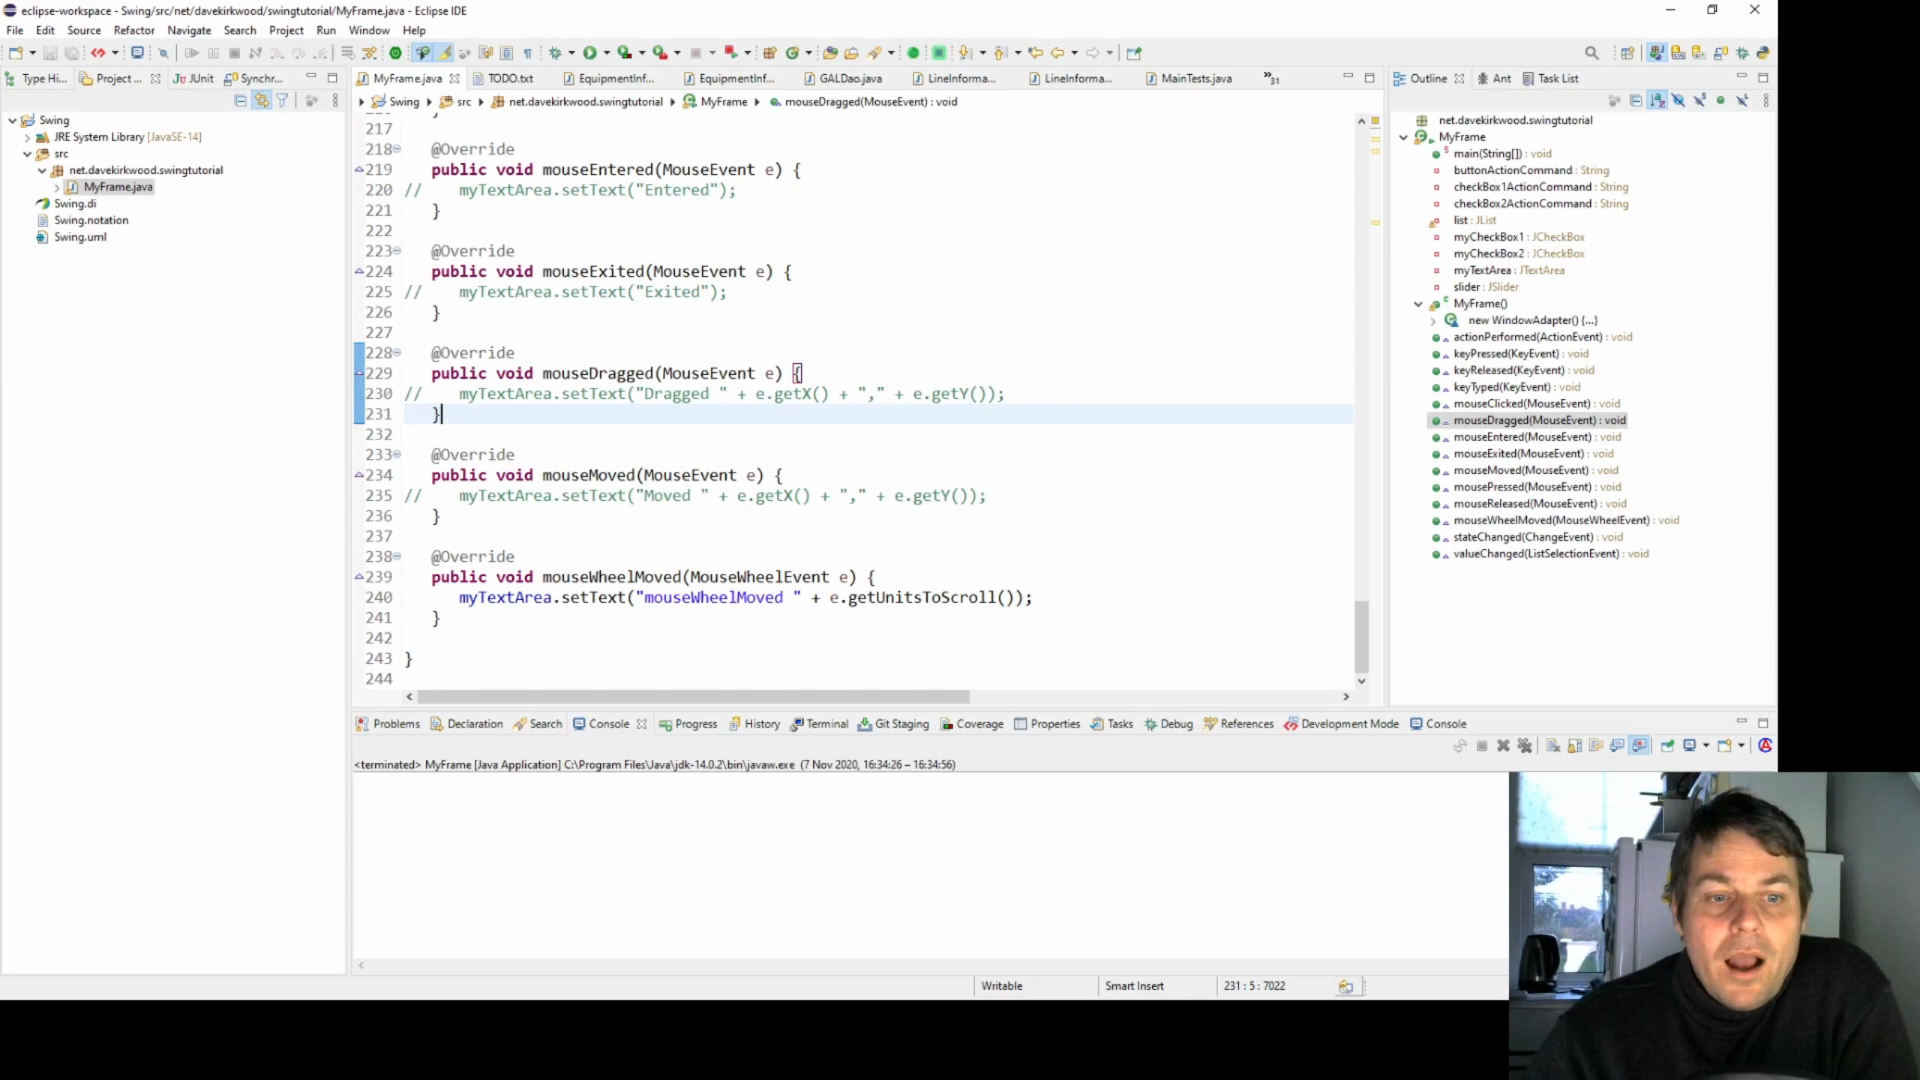 eclipse-workspace - Swing/src/net/davekirkwood/swingtutorial/MyFrame.java - Eclipse IDE
File Edit Source Refactor Navigate Search Project Run Window Help
Type Hi... Project ... JUnit Synchr...
MyFrame.java TODO.txt EquipmentInf... EquipmentInf... GALDao.java LineInforma... LineInforma... MainTests.java »31
Outline Ant Task List
Swing src net.davekirkwood.swingtutorial MyFrame mouseDragged(MouseEvent) : void
Swing
JRE System Library [JavaSE-14]
src
net.davekirkwood.swingtutorial
MyFrame.java
Swing.di
Swing.notation
Swing.uml
217
218 @Override
219 public void mouseEntered(MouseEvent e) {
220 // myTextArea.setText("Entered");
221 }
222
223 @Override
224 public void mouseExited(MouseEvent e) {
225 // myTextArea.setText("Exited");
226 }
227
228 @Override
229 public void mouseDragged(MouseEvent e) {
230 // myTextArea.setText("Dragged " + e.getX() + "," + e.getY());
231 }
232
233 @Override
234 public void mouseMoved(MouseEvent e) {
235 // myTextArea.setText("Moved " + e.getX() + "," + e.getY());
236 }
237
238 @Override
239 public void mouseWheelMoved(MouseWheelEvent e) {
240 myTextArea.setText("mouseWheelMoved " + e.getUnitsToScroll());
241 }
242
243 }
244
net.davekirkwood.swingtutorial
MyFrame
main(String[]) : void
buttonActionCommand : String
checkBox1ActionCommand : String
checkBox2ActionCommand : String
list : JList
myCheckBox1 : JCheckBox
myCheckBox2 : JCheckBox
myTextArea : JTextArea
slider : JSlider
MyFrame()
new WindowAdapter() {...}
actionPerformed(ActionEvent) : void
keyPressed(KeyEvent) : void
keyReleased(KeyEvent) : void
keyTyped(KeyEvent) : void
mouseClicked(MouseEvent) : void
mouseDragged(MouseEvent) : void
mouseEntered(MouseEvent) : void
mouseExited(MouseEvent) : void
mouseMoved(MouseEvent) : void
mousePressed(MouseEvent) : void
mouseReleased(MouseEvent) : void
mouseWheelMoved(MouseWheelEvent) : void
stateChanged(ChangeEvent) : void
valueChanged(ListSelectionEvent) : void
Problems Declaration Search Console Progress History Terminal Git Staging Coverage Properties Tasks Debug References Development Mode Console
<terminated> MyFrame [Java Application] C:\Program Files\Java\jdk-14.0.2\bin\javaw.exe (7 Nov 2020, 16:34:26 – 16:34:56)
Writable Smart Insert 231 : 5 : 7022